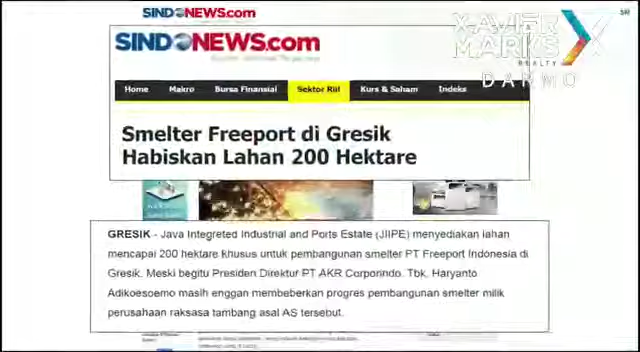 SINDONEWS.com
SINDONEWS.com
XAVIER
MARKS
REALTY
DARMO
Home Makro Bursa Finansial Sektor Riil Kurs & Saham Indeks
Smelter Freeport di Gresik
Habiskan Lahan 200 Hektare
GRESIK - Java Integreted Industrial and Ports Estate (JIIPE) menyediakan lahan
mencapai 200 hektare khusus untuk pembangunan smelter PT Freeport Indonesia di
Gresik. Meski begitu Presiden Direktur PT AKR Corporindo. Tbk, Haryanto
Adikoesoemo masih enggan membeberkan progres pembangunan smelter milik
perusahaan raksasa tambang asal AS tersebut.